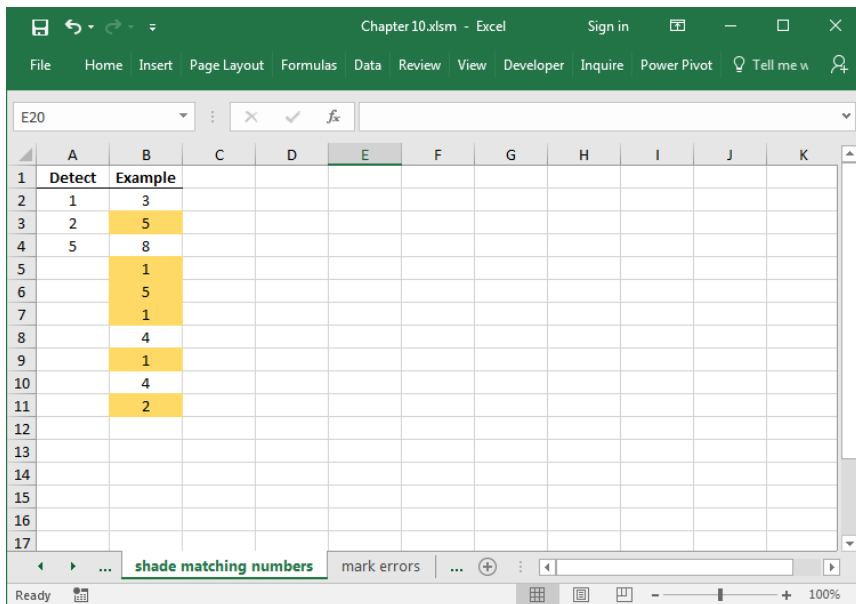 Chapter 10.xlsm - Excel Sign in
File Home Insert Page Layout Formulas Data Review View Developer Inquire Power Pivot Tell me w
E20 fx
A B C D E F G H I J K
1 Detect Example
2 1 3
3 2 5
4 5 8
5 1
6 5
7 1
8 4
9 1
10 4
11 2
12
13
14
15
16
17
... shade matching numbers mark errors ...
Ready 100%